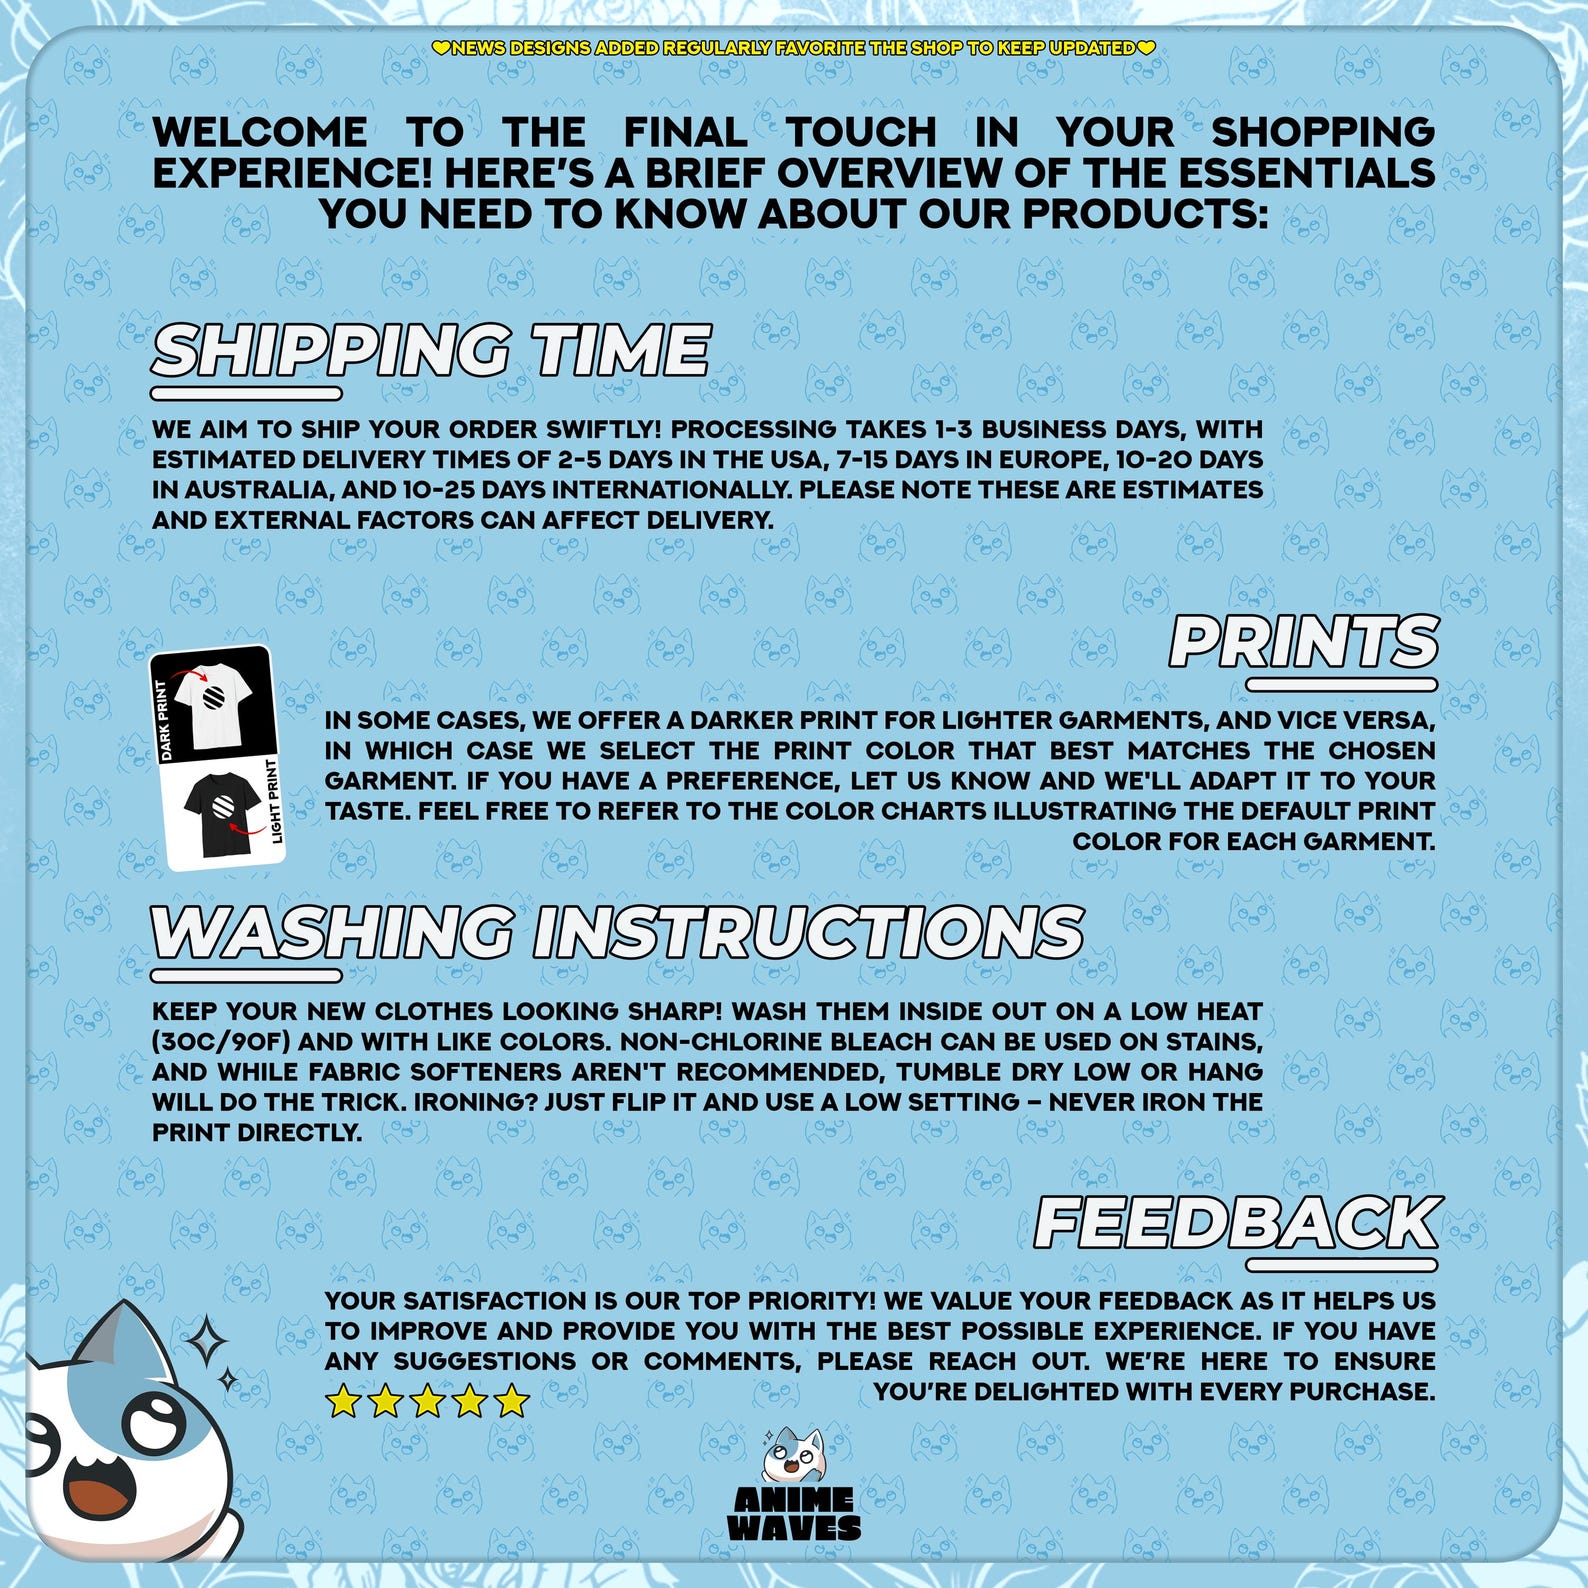 ♥NEWS DESIGNS ADDED REGULARLY FAVORITE THE SHOP TO KEEP UPDATED♥
WELCOME TO THE FINAL TOUCH IN YOUR SHOPPING
EXPERIENCE! HERE'S A BRIEF OVERVIEW OF THE ESSENTIALS
YOU NEED TO KNOW ABOUT OUR PRODUCTS:
SHIPPING TIME
WE AIM TO SHIP YOUR ORDER SWIFTLY! PROCESSING TAKES 1-3 BUSINESS DAYS, WITH
ESTIMATED DELIVERY TIMES OF 2-5 DAYS IN THE USA, 7-15 DAYS IN EUROPE, 10-20 DAYS
IN AUSTRALIA, AND 10-25 DAYS INTERNATIONALLY. PLEASE NOTE THESE ARE ESTIMATES
AND EXTERNAL FACTORS CAN AFFECT DELIVERY.
PRINTS
DARK PRINT
LIGHT PRINT
IN SOME CASES, WE OFFER A DARKER PRINT FOR LIGHTER GARMENTS, AND VICE VERSA,
IN WHICH CASE WE SELECT THE PRINT COLOR THAT BEST MATCHES THE CHOSEN
GARMENT. IF YOU HAVE A PREFERENCE, LET US KNOW AND WE'LL ADAPT IT TO YOUR
TASTE. FEEL FREE TO REFER TO THE COLOR CHARTS ILLUSTRATING THE DEFAULT PRINT
COLOR FOR EACH GARMENT.
WASHING INSTRUCTIONS
KEEP YOUR NEW CLOTHES LOOKING SHARP! WASH THEM INSIDE OUT ON A LOW HEAT
(30C/90F) AND WITH LIKE COLORS. NON-CHLORINE BLEACH CAN BE USED ON STAINS,
AND WHILE FABRIC SOFTENERS AREN'T RECOMMENDED, TUMBLE DRY LOW OR HANG
WILL DO THE TRICK. IRONING? JUST FLIP IT AND USE A LOW SETTING – NEVER IRON THE
PRINT DIRECTLY.
FEEDBACK
YOUR SATISFACTION IS OUR TOP PRIORITY! WE VALUE YOUR FEEDBACK AS IT HELPS US
TO IMPROVE AND PROVIDE YOU WITH THE BEST POSSIBLE EXPERIENCE. IF YOU HAVE
ANY SUGGESTIONS OR COMMENTS, PLEASE REACH OUT. WE'RE HERE TO ENSURE
YOU'RE DELIGHTED WITH EVERY PURCHASE.
ANIME
WAVES